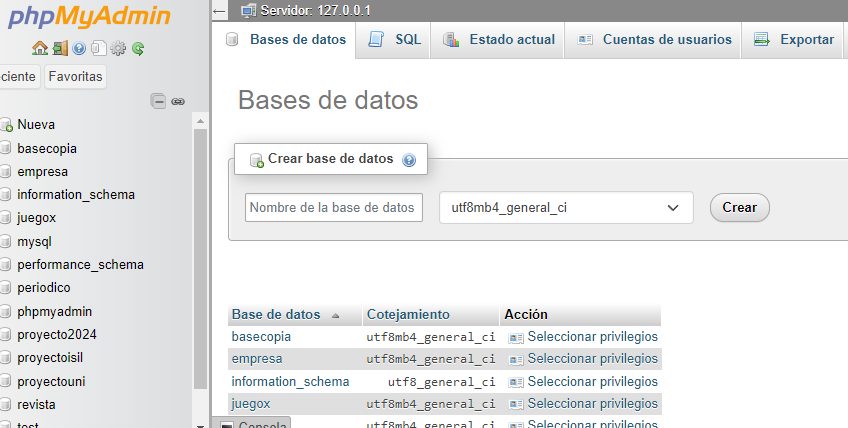 phpMyAdmin
ciente Favoritas
Nueva
basecopia
empresa
information_schema
juegox
mysql
performance_schema
periodico
phpmyadmin
proyecto2024
proyectoisil
proyectouni
revista
test
← Servidor: 127.0.0.1
Bases de datos SQL Estado actual Cuentas de usuarios Exportar
Bases de datos
Crear base de datos
Nombre de la base de datos utf8mb4_general_ci Crear
Base de datos Cotejamiento Acción
basecopia utf8mb4_general_ci Seleccionar privilegios
empresa utf8mb4_general_ci Seleccionar privilegios
information_schema utf8_general_ci Seleccionar privilegios
juegox utf8mb4_general_ci Seleccionar privilegios
Consola utf8mb4_general_ci Seleccionar privilegios